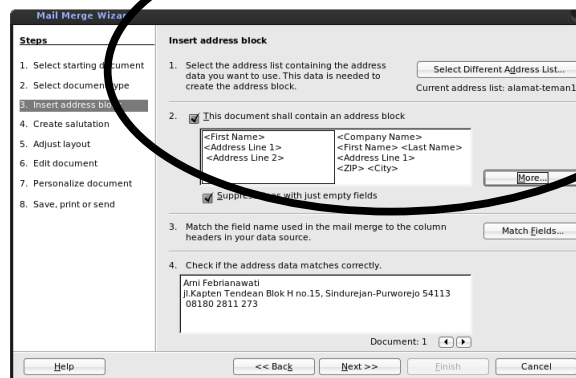 Mail Merge Wizard
Steps
1. Select starting document
2. Select document type
3. Insert address block
4. Create salutation
5. Adjust layout
6. Edit document
7. Personalize document
8. Save, print or send
Insert address block
1. Select the address list containing the address
data you want to use. This data is needed to
create the address block.
Select Different Address List...
Current address list: alamat-teman1
2. This document shall contain an address block
<First Name>
<Address Line 1>
<Address Line 2>
<Company Name>
<First Name> <Last Name>
<Address Line 1>
<ZIP> <City>
More...
Suppress lines with just empty fields
3. Match the field name used in the mail merge to the column
headers in your data source.
Match Fields...
4. Check if the address data matches correctly.
Arni Febrianawati
jl.Kapten Tendean Blok H no.15, Sindurejan-Purworejo 54113
08180 2811 273
Document: 1
Help
<< Back
Next >>
Finish
Cancel